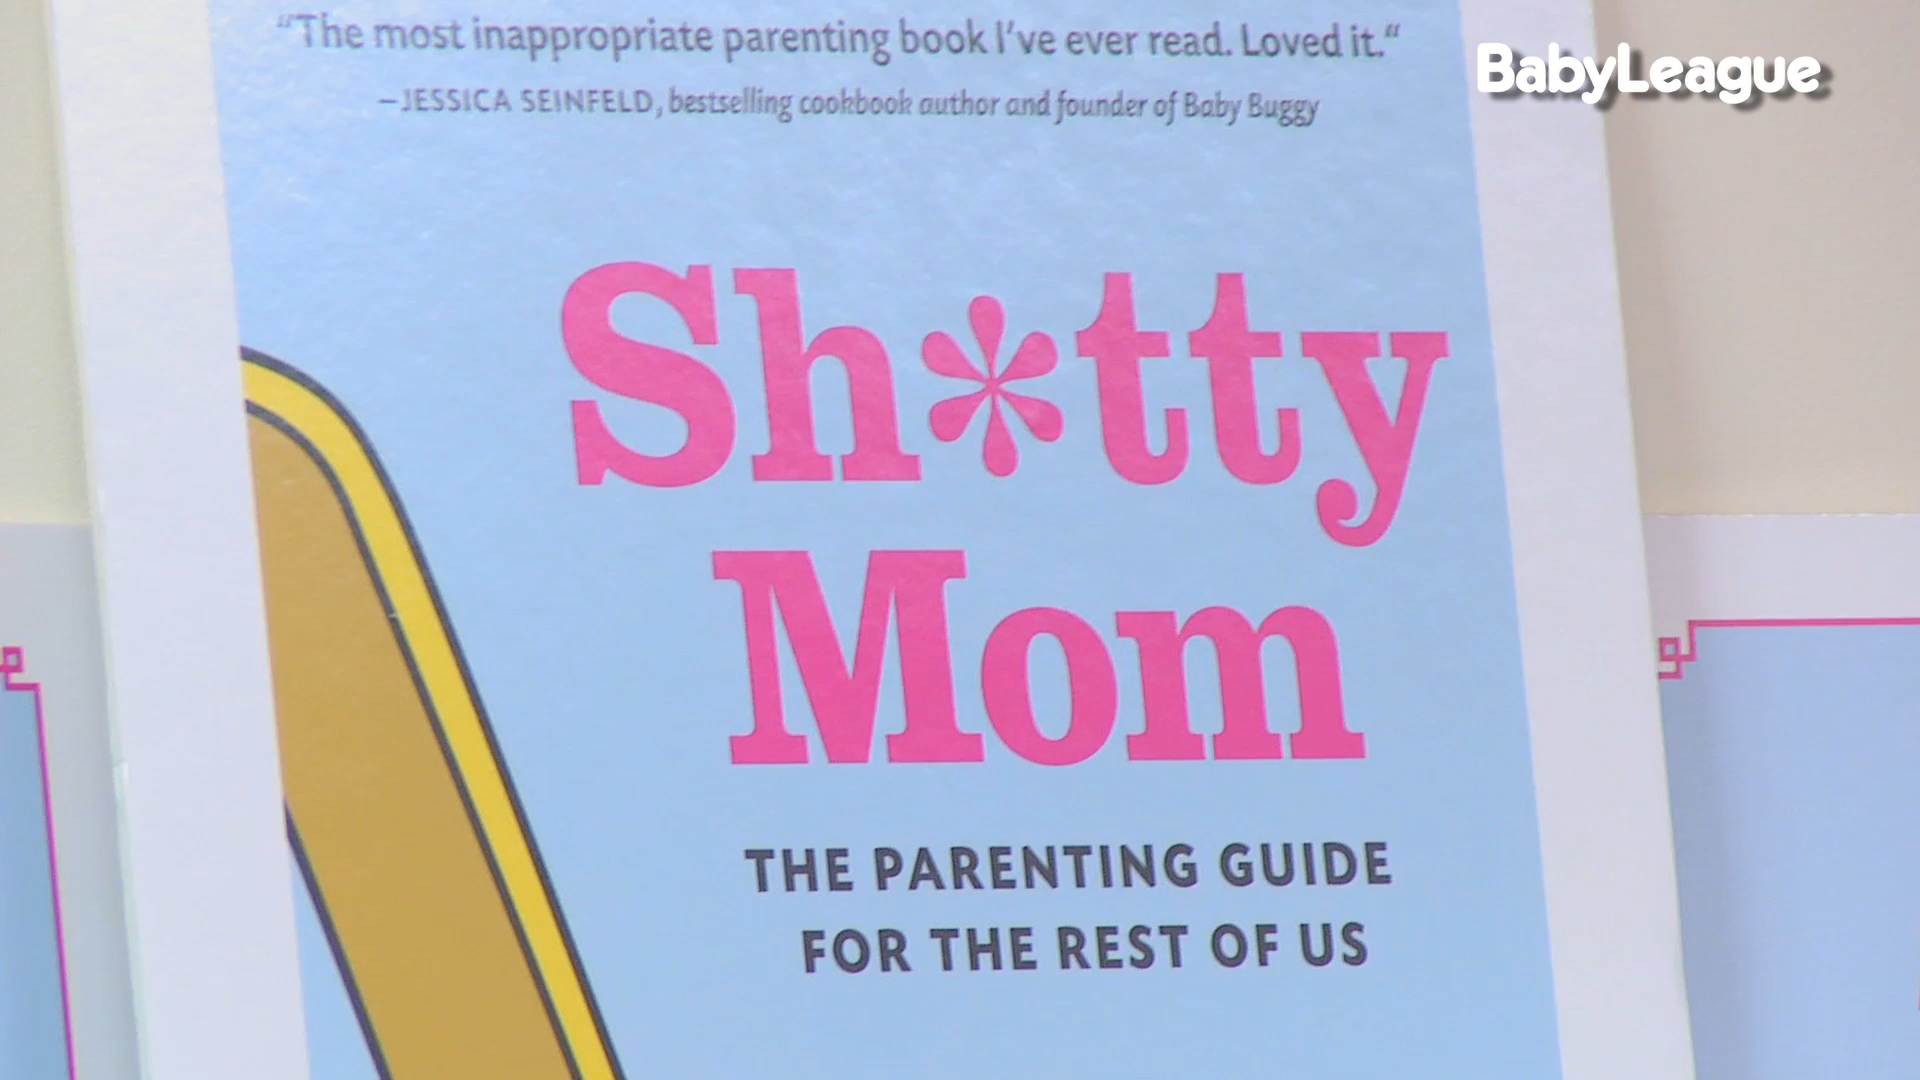 “The most inappropriate parenting book I've ever read. Loved it.“
—JESSICA SEINFELD, bestselling cookbook author and founder of Baby Buggy
BabyLeague
Sh*tty
Mom
THE PARENTING GUIDE
FOR THE REST OF US